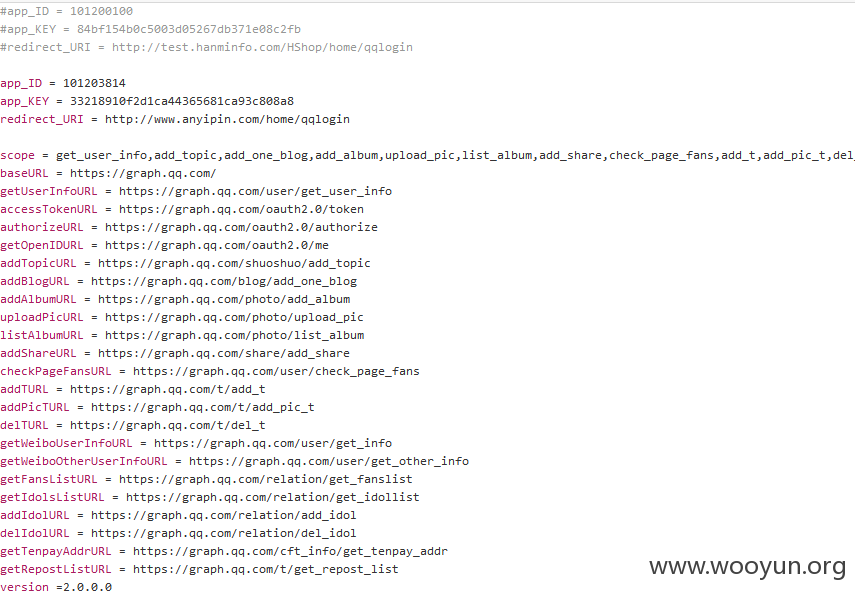 #app_ID = 101200100
#app_KEY = 84bf154b0c5003d05267db371e08c2fb
#redirect_URI = http://test.hanminfo.com/HShop/home/qqlogin
app_ID = 101203814
app_KEY = 33218910f2d1ca44365681ca93c808a8
redirect_URI = http://www.anyipin.com/home/qqlogin
scope = get_user_info,add_topic,add_one_blog,add_album,upload_pic,list_album,add_share,check_page_fans,add_t,add_pic_t,del_
baseURL = https://graph.qq.com/
getUserInfoURL = https://graph.qq.com/user/get_user_info
accessTokenURL = https://graph.qq.com/oauth2.0/token
authorizeURL = https://graph.qq.com/oauth2.0/authorize
getOpenIDURL = https://graph.qq.com/oauth2.0/me
addTopicURL = https://graph.qq.com/shuoshuo/add_topic
addBlogURL = https://graph.qq.com/blog/add_one_blog
addAlbumURL = https://graph.qq.com/photo/add_album
uploadPicURL = https://graph.qq.com/photo/upload_pic
listAlbumURL = https://graph.qq.com/photo/list_album
addShareURL = https://graph.qq.com/share/add_share
checkPageFansURL = https://graph.qq.com/user/check_page_fans
addTURL = https://graph.qq.com/t/add_t
addPicTURL = https://graph.qq.com/t/add_pic_t
delTURL = https://graph.qq.com/t/del_t
getWeiboUserInfoURL = https://graph.qq.com/user/get_info
getWeiboOtherUserInfoURL = https://graph.qq.com/user/get_other_info
getFansListURL = https://graph.qq.com/relation/get_fanslist
getIdolsListURL = https://graph.qq.com/relation/get_idollist
addIdolURL = https://graph.qq.com/relation/add_idol
delIdolURL = https://graph.qq.com/relation/del_idol
getTenpayAddrURL = https://graph.qq.com/cft_info/get_tenpay_addr
getRepostListURL = https://graph.qq.com/t/get_repost_list
version =2.0.0.0
www.wooyun.org